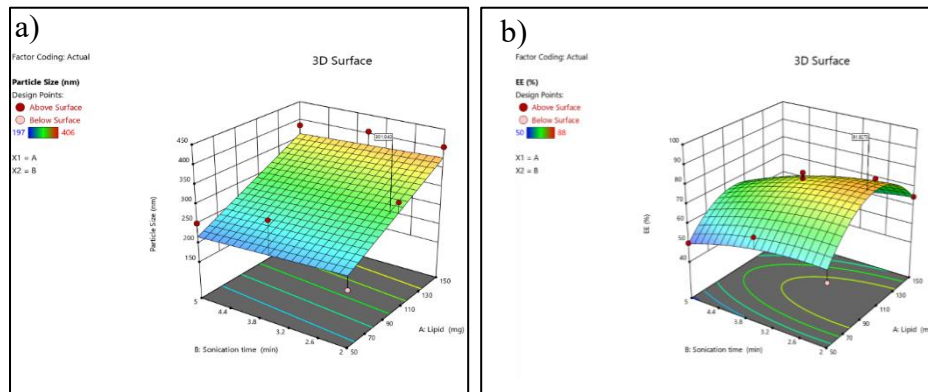 a)
Factor Coding: Actual
3D Surface
Particle Size (nm)
Design Points:
Above Surface
Below Surface
197 406
X1 = A
X2 = B
Particle Size (nm)
450
400
350
300
250
200
150
5
4.4
3.8
3.2
2.6
2
B: Sonication time (min)
150
130
110
90
70
50
A: Lipid (mg)
b)
Factor Coding: Actual
3D Surface
EE (%)
Design Points:
Above Surface
Below Surface
50 88
X1 = A
X2 = B
EE (%)
100
90
80
70
60
50
40
5
4.4
3.8
3.2
2.6
2
B: Sonication time (min)
150
130
110
90
70
50
A: Lipid (m